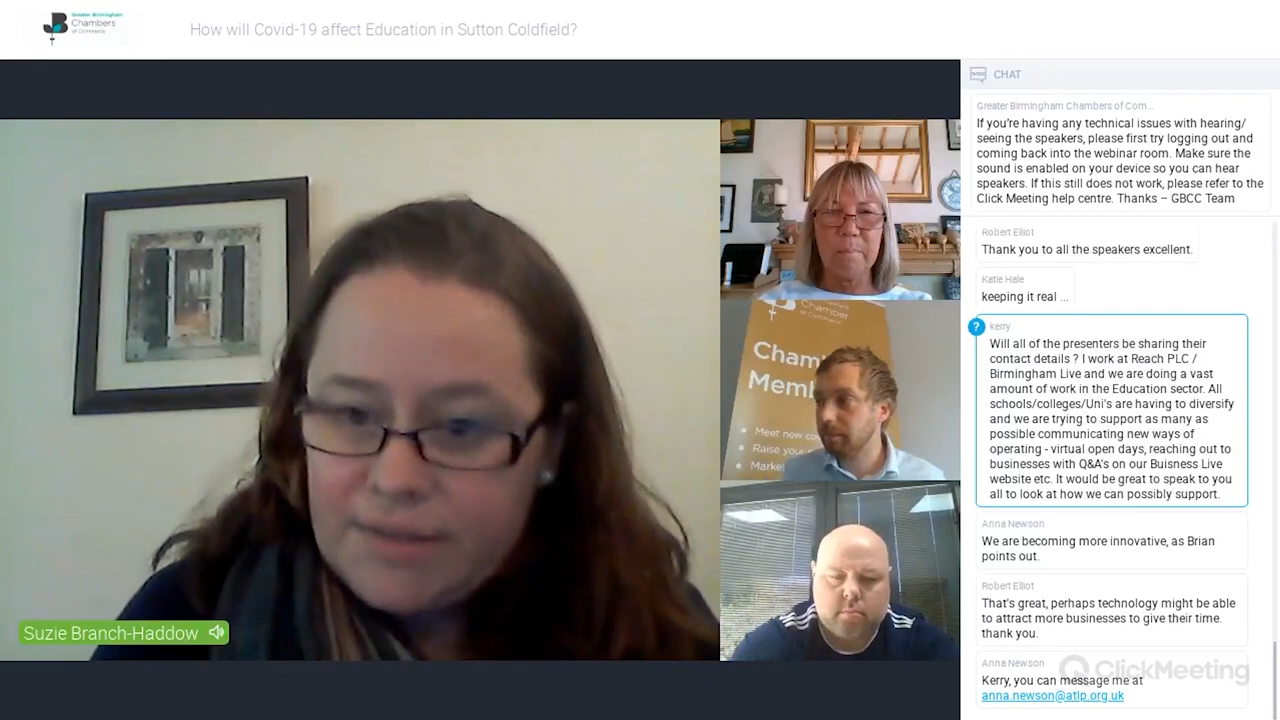 Greater Birmingham
Chambers
of Commerce
How will Covid-19 affect Education in Sutton Coldfield?
CHAT
Greater Birmingham Chambers of Com...
If you're having any technical issues with hearing/
seeing the speakers, please first try logging out and
coming back into the webinar room. Make sure the
sound is enabled on your device so you can hear
speakers. If this still does not work, please refer to the
Click Meeting help centre. Thanks – GBCC Team
Robert Elliot
Thank you to all the speakers excellent.
Katie Hale
keeping it real ...
?
kerry
Will all of the presenters be sharing their
contact details ? I work at Reach PLC /
Birmingham Live and we are doing a vast
amount of work in the Education sector. All
schools/colleges/Uni's are having to diversify
and we are trying to support as many as
possible communicating new ways of
operating - virtual open days, reaching out to
businesses with Q&A's on our Buisness Live
website etc. It would be great to speak to you
all to look at how we can possibly support.
Anna Newson
We are becoming more innovative, as Brian
points out.
Robert Elliot
That's great, perhaps technology might be able
to attract more businesses to give their time.
thank you.
Anna Newson
ClickMeeting
Kerry, you can message me at
anna.newson@atlp.org.uk
Chamber
of Commerce
Cham
Memb
• Meet new co
• Raise your
• Market
Suzie Branch-Haddow